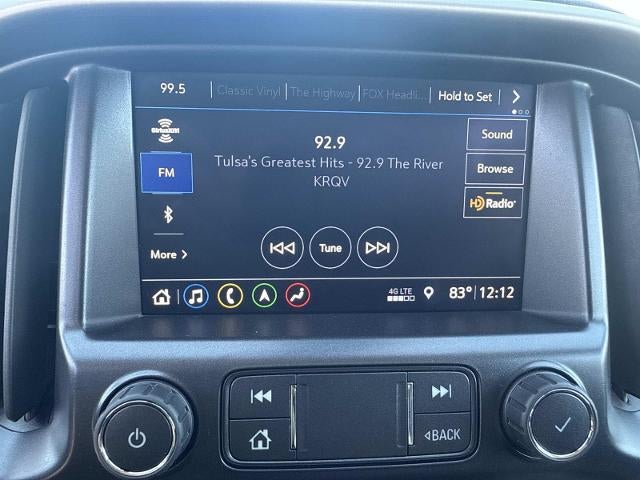 99.5 Classic Vinyl The Highway FOX Headli... Hold to Set
SiriusXM
FM
More
92.9
Tulsa's Greatest Hits - 92.9 The River
KRQV
Sound
Browse
HD Radio
Tune
4G LTE 83° 12:12
BACK